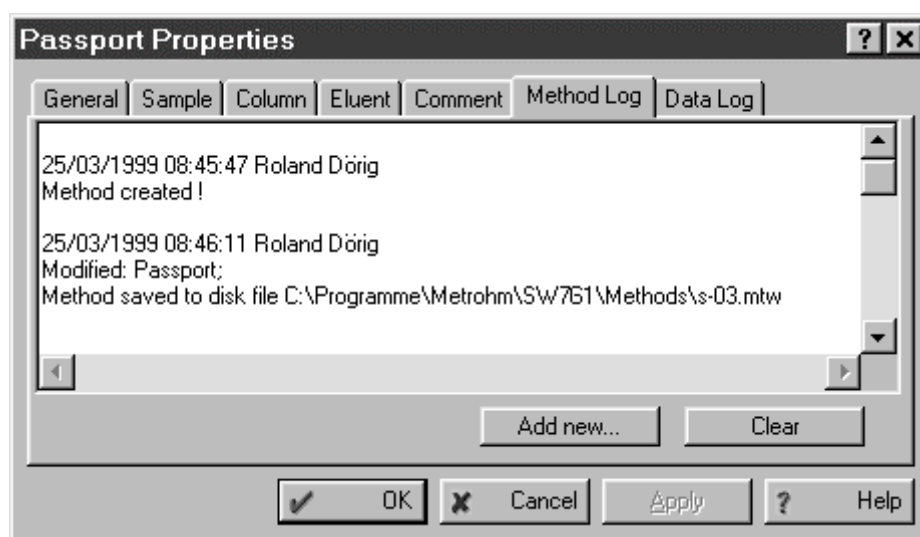 Passport Properties
? x
General Sample Column Eluent Comment Method Log Data Log
25/03/1999 08:45:47 Roland Dörig
Method created !
25/03/1999 08:46:11 Roland Dörig
Modified: Passport;
Method saved to disk file C:\Programme\Metrohm\SW761\Methods\s-03.mtw
Add new... Clear
OK Cancel Apply ? Help